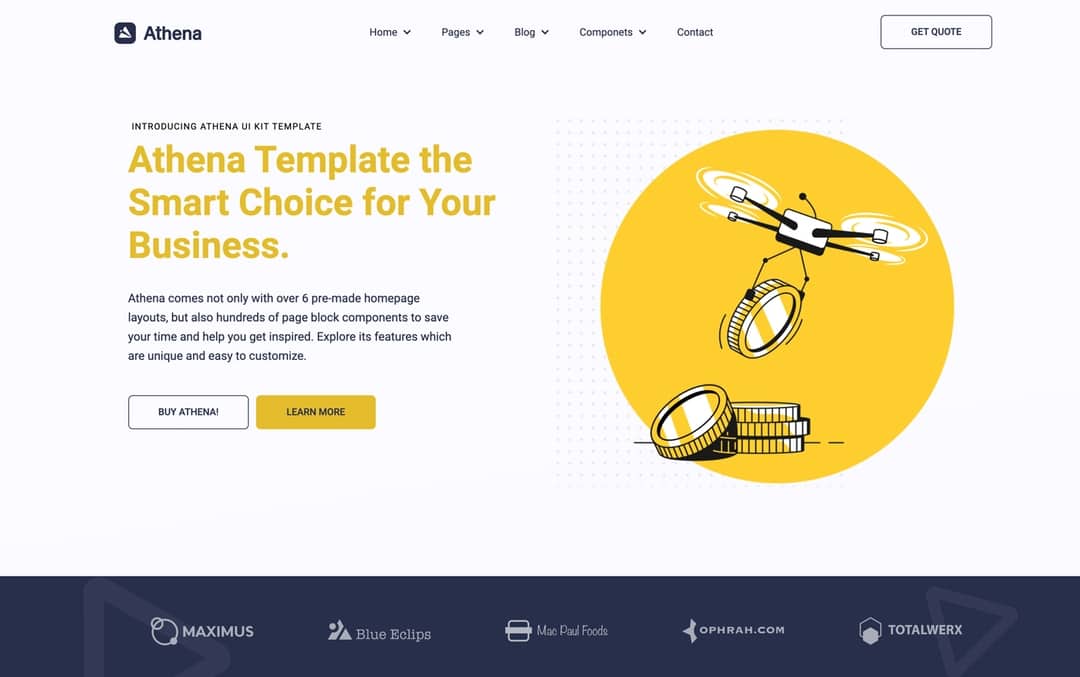 Athena
Home
Pages
Blog
Componets
Contact
GET QUOTE
INTRODUCING ATHENA UI KIT TEMPLATE
Athena Template the
Smart Choice for Your
Business.
Athena comes not only with over 6 pre-made homepage
layouts, but also hundreds of page block components to save
your time and help you get inspired. Explore its features which
are unique and easy to customize.
BUY ATHENA!
LEARN MORE
MAXIMUS
Blue Eclips
Mac Paul Foods
OPHRAH.COM
TOTALWERX